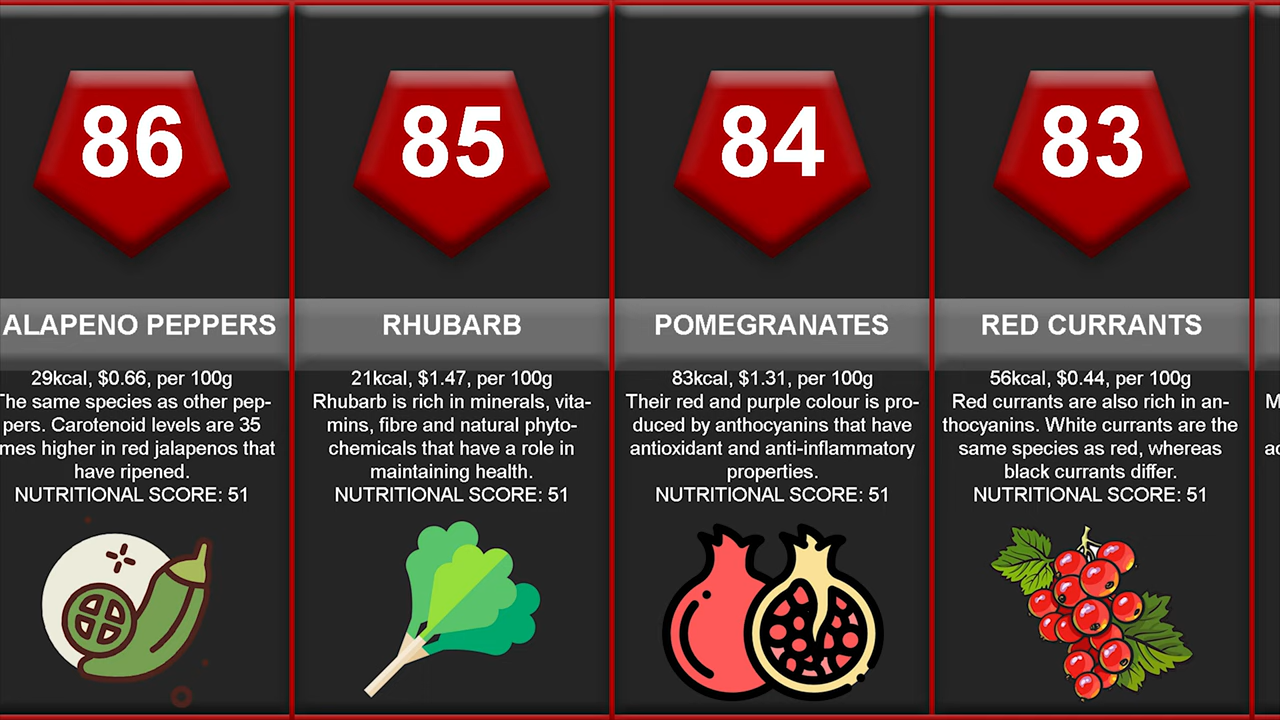 86
ALAPENO PEPPERS
29kcal, $0.66, per 100g
The same species as other pep-
pers. Carotenoid levels are 35
mes higher in red jalapenos that
have ripened.
NUTRITIONAL SCORE: 51
85
RHUBARB
21kcal, $1.47, per 100g
Rhubarb is rich in minerals, vita-
mins, fibre and natural phyto-
chemicals that have a role in
maintaining health.
NUTRITIONAL SCORE: 51
84
POMEGRANATES
83kcal, $1.31, per 100g
Their red and purple colour is pro-
duced by anthocyanins that have
antioxidant and anti-inflammatory
properties.
NUTRITIONAL SCORE: 51
83
RED CURRANTS
56kcal, $0.44, per 100g
Red currants are also rich in an-
thocyanins. White currants are the
same species as red, whereas
black currants differ.
NUTRITIONAL SCORE: 51